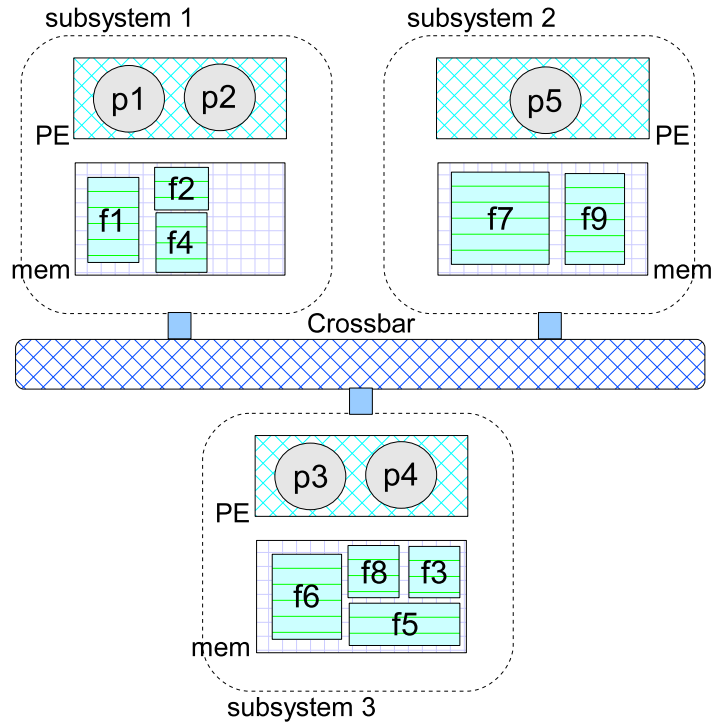 subsystem 1
subsystem 2
p1
p2
p5
PE
PE
f1
f2
f4
f7
f9
mem
mem
Crossbar
p3
p4
PE
f6
f8
f3
f5
mem
subsystem 3